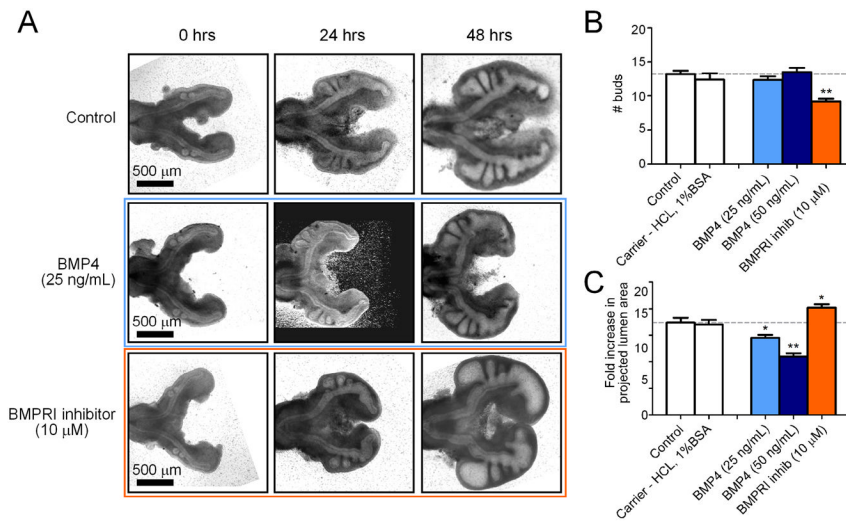 A
0 hrs
24 hrs
48 hrs
Control
500 μm
BMP4
(25 ng/mL)
500 μm
BMPRI inhibitor
(10 μM)
500 μm
B
# buds
20
15
10
5
0
**
Control
Carrier - HCL, 1%BSA
BMP4 (25 ng/mL)
BMP4 (50 ng/mL)
BMPRI inhib (10 μM)
C
Fold increase in
projected lumen area
20
15
10
5
0
*
**
*
Control
Carrier - HCL, 1%BSA
BMP4 (25 ng/mL)
BMP4 (50 ng/mL)
BMPRI inhib (10 μM)